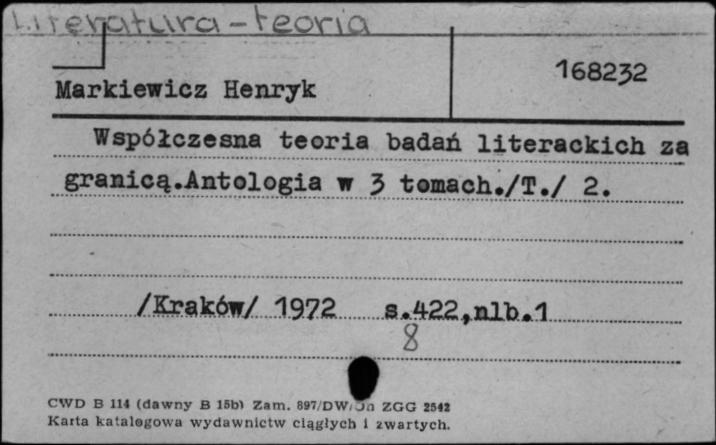 Literatura - teoria
168232
Markiewicz Henryk
Współczesna teoria badań literackich za
granicą.Antologia w 3 tomach./T./ 2.
/Kraków/ 1972 s.422,nlb.1
8
CWD B 114 (dawny B 15b) Zam. 897/DW/Jn ZGG 2542
Karta katalogowa wydawnictw ciągłych i zwartych.